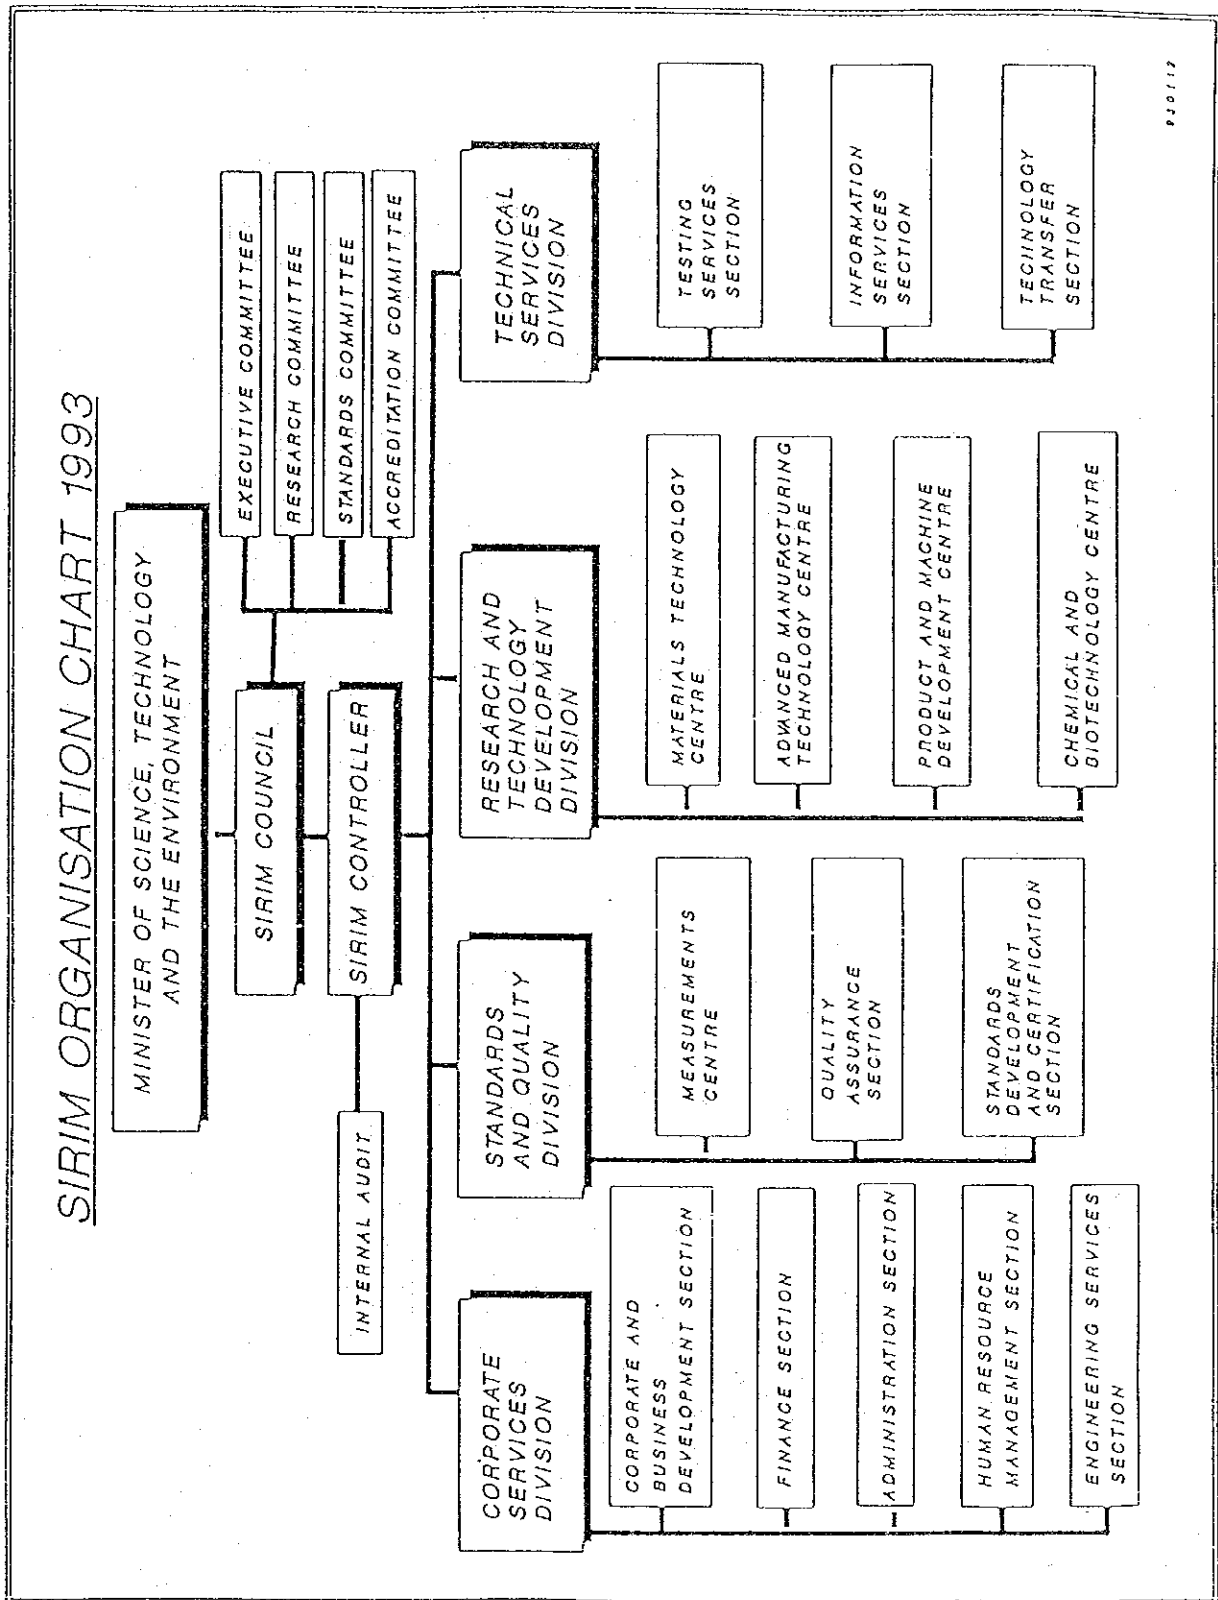 SIRIM ORGANISATION CHART 1993
MINISTER OF SCIENCE, TECHNOLOGY
AND THE ENVIRONMENT
SIRIM COUNCIL
EXECUTIVE COMMITTEE
RESEARCH COMMITTEE
STANDARDS COMMITTEE
ACCREDITATION COMMITTEE
SIRIM CONTROLLER
INTERNAL AUDIT
CORPORATE
SERVICES
DIVISION
CORPORATE AND
BUSINESS
DEVELOPMENT SECTION
FINANCE SECTION
ADMINISTRATION SECTION
HUMAN RESOURCE
MANAGEMENT SECTION
ENGINEERING SERVICES
SECTION
STANDARDS
AND QUALITY
DIVISION
MEASUREMENTS
CENTRE
QUALITY
ASSURANCE
SECTION
STANDARDS
DEVELOPMENT
AND CERTIFICATION
SECTION
RESEARCH AND
TECHNOLOGY
DEVELOPMENT
DIVISION
MATERIALS TECHNOLOGY
CENTRE
ADVANCED MANUFACTURING
TECHNOLOGY CENTRE
PRODUCT AND MACHINE
DEVELOPMENT CENTRE
CHEMICAL AND
BIOTECHNOLOGY CENTRE
TECHNICAL
SERVICES
DIVISION
TESTING
SERVICES
SECTION
INFORMATION
SERVICES
SECTION
TECHNOLOGY
TRANSFER
SECTION
930112